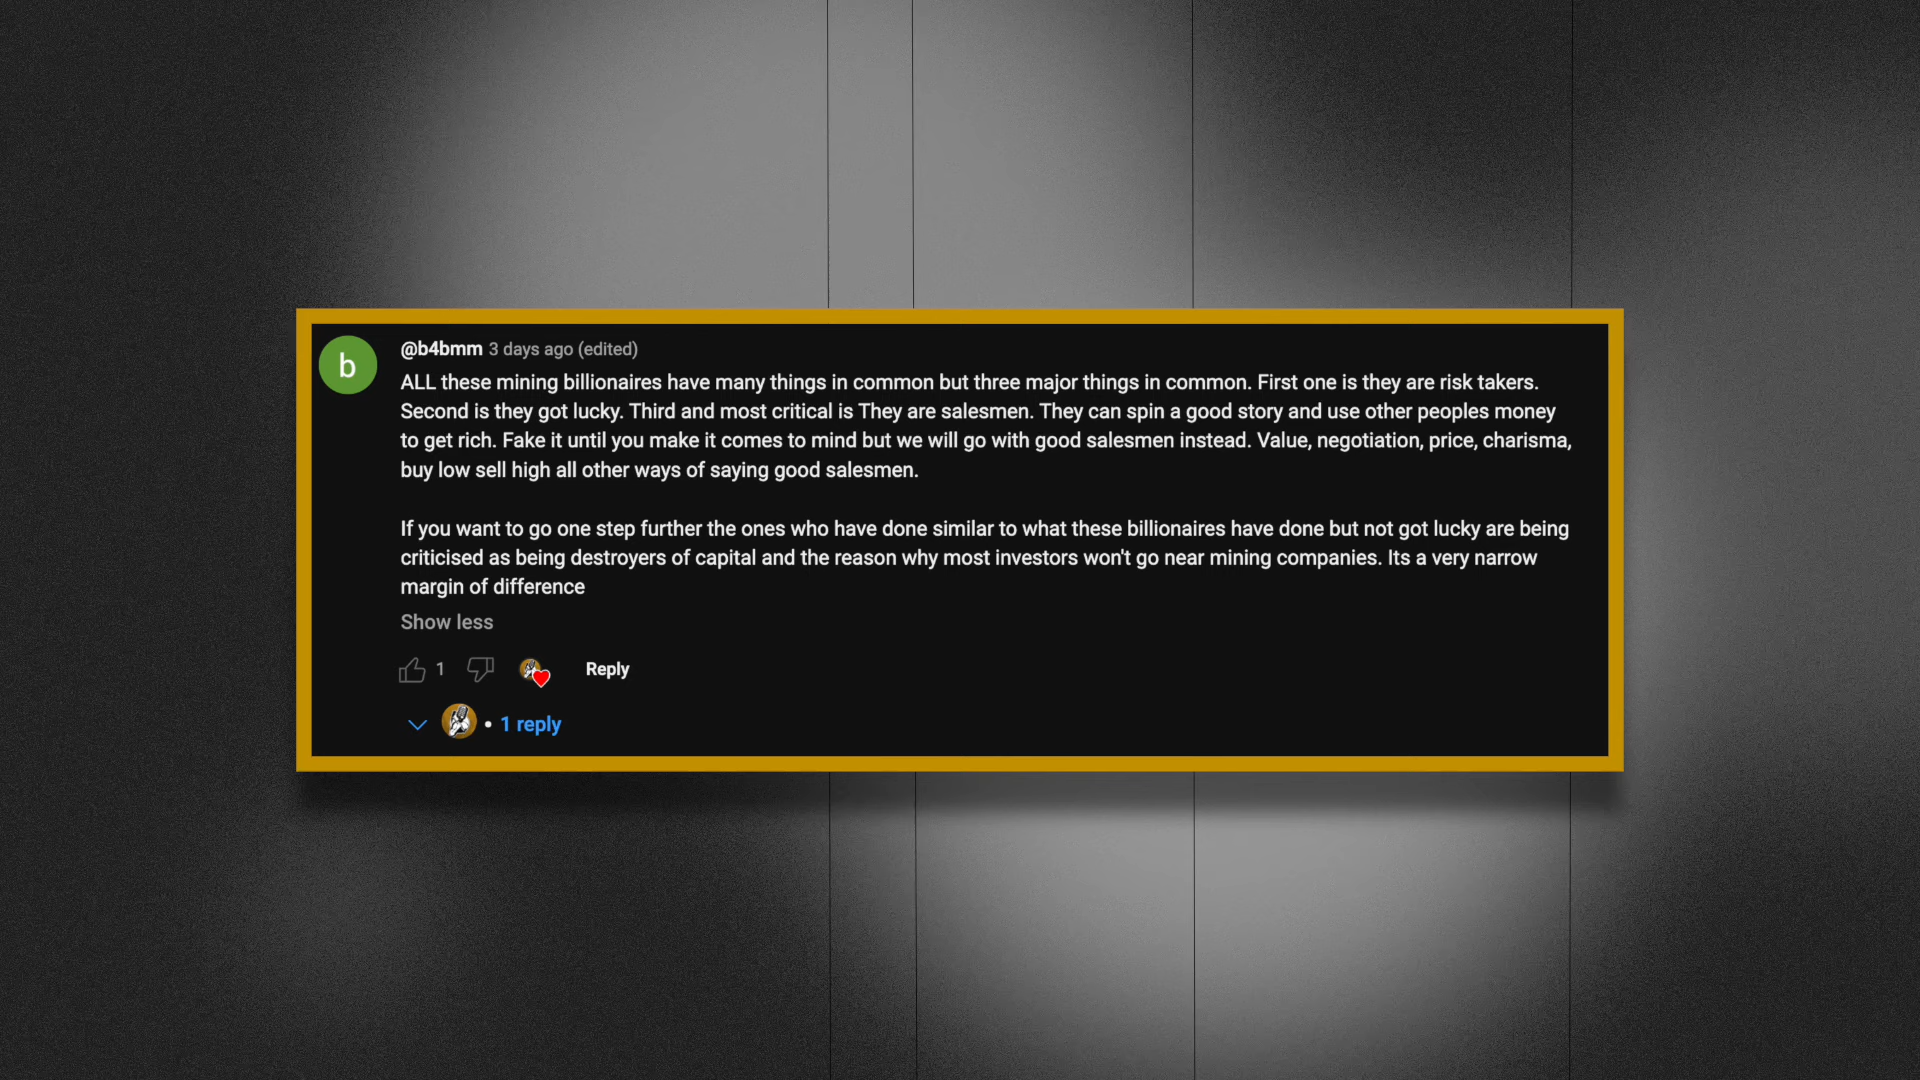 b
@b4bmm 3 days ago (edited)
ALL these mining billionaires have many things in common but three major things in common. First one is they are risk takers.
Second is they got lucky. Third and most critical is They are salesmen. They can spin a good story and use other peoples money
to get rich. Fake it until you make it comes to mind but we will go with good salesmen instead. Value, negotiation, price, charisma,
buy low sell high all other ways of saying good salesmen.
If you want to go one step further the ones who have done similar to what these billionaires have done but not got lucky are being
criticised as being destroyers of capital and the reason why most investors won't go near mining companies. Its a very narrow
margin of difference
Show less
1 Reply
• 1 reply